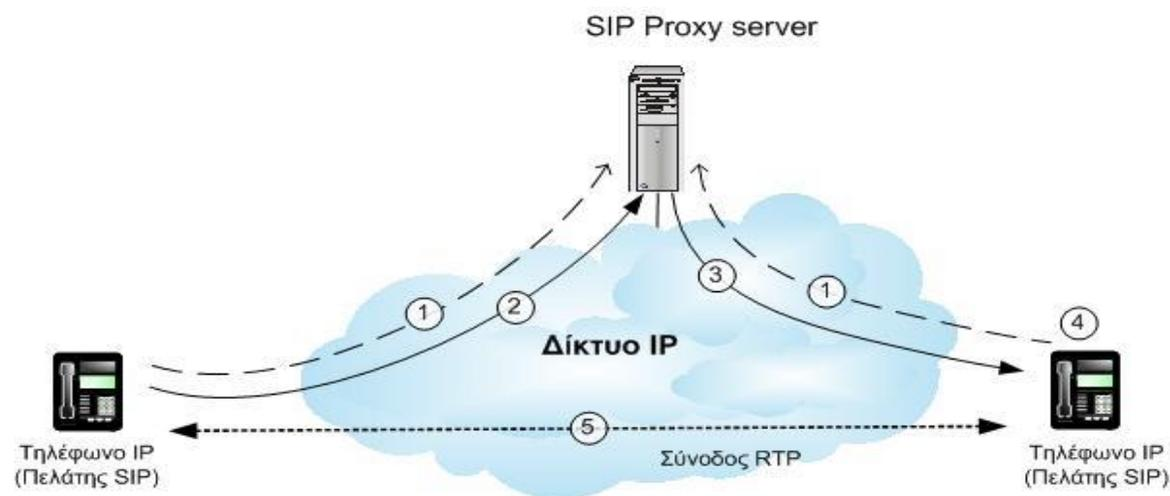 SIP Proxy server
1
2
3
1
4
Δίκτυο IP
5
Τηλέφωνο IP
(Πελάτης SIP)
Σύνοδος RTP
Τηλέφωνο IP
(Πελάτης SIP)